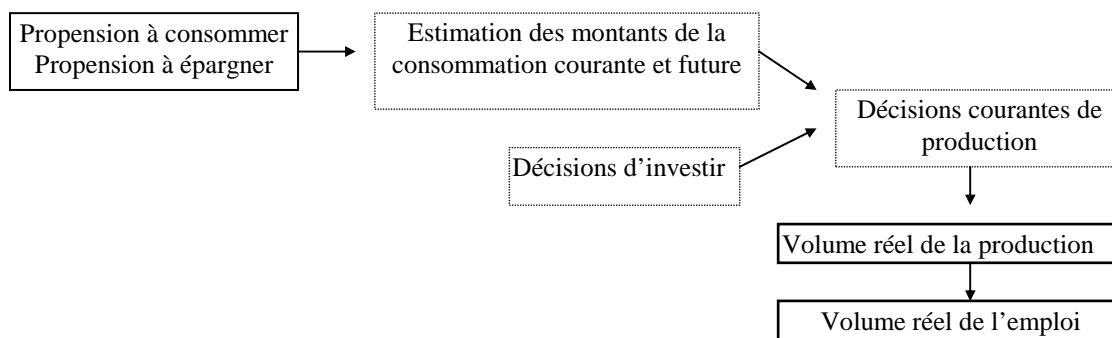 Propension à consommer
Propension à épargner
Estimation des montants de la
consommation courante et future
Décisions d’investir
Décisions courantes de
production
Volume réel de la production
Volume réel de l’emploi